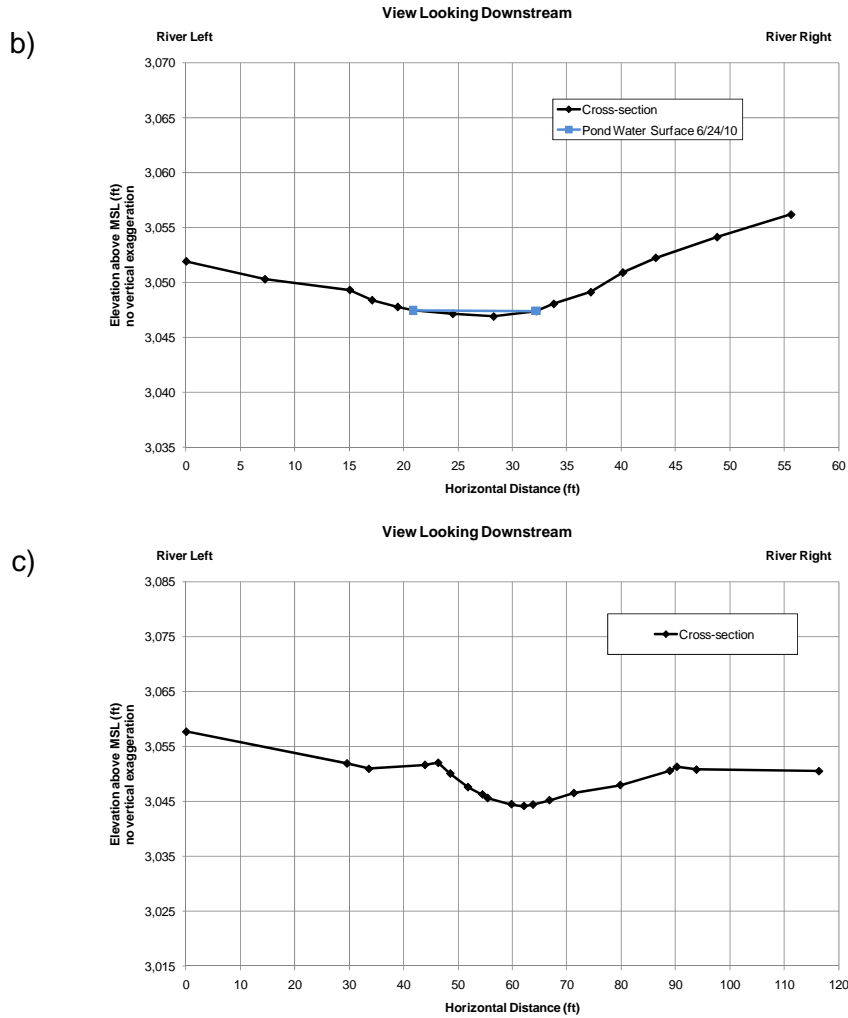 b)
View Looking Downstream
River Left
River Right
3,070
3,065
3,060
3,055
3,050
3,045
3,040
3,035
Elevation above MSL (ft)
no vertical exaggeration
Cross-section
Pond Water Surface 6/24/10
0 5 10 15 20 25 30 35 40 45 50 55 60
Horizontal Distance (ft)
c)
View Looking Downstream
River Left
River Right
3,085
3,075
3,065
3,055
3,045
3,035
3,025
3,015
Elevation above MSL (ft)
no vertical exaggeration
Cross-section
0 10 20 30 40 50 60 70 80 90 100 110 120
Horizontal Distance (ft)